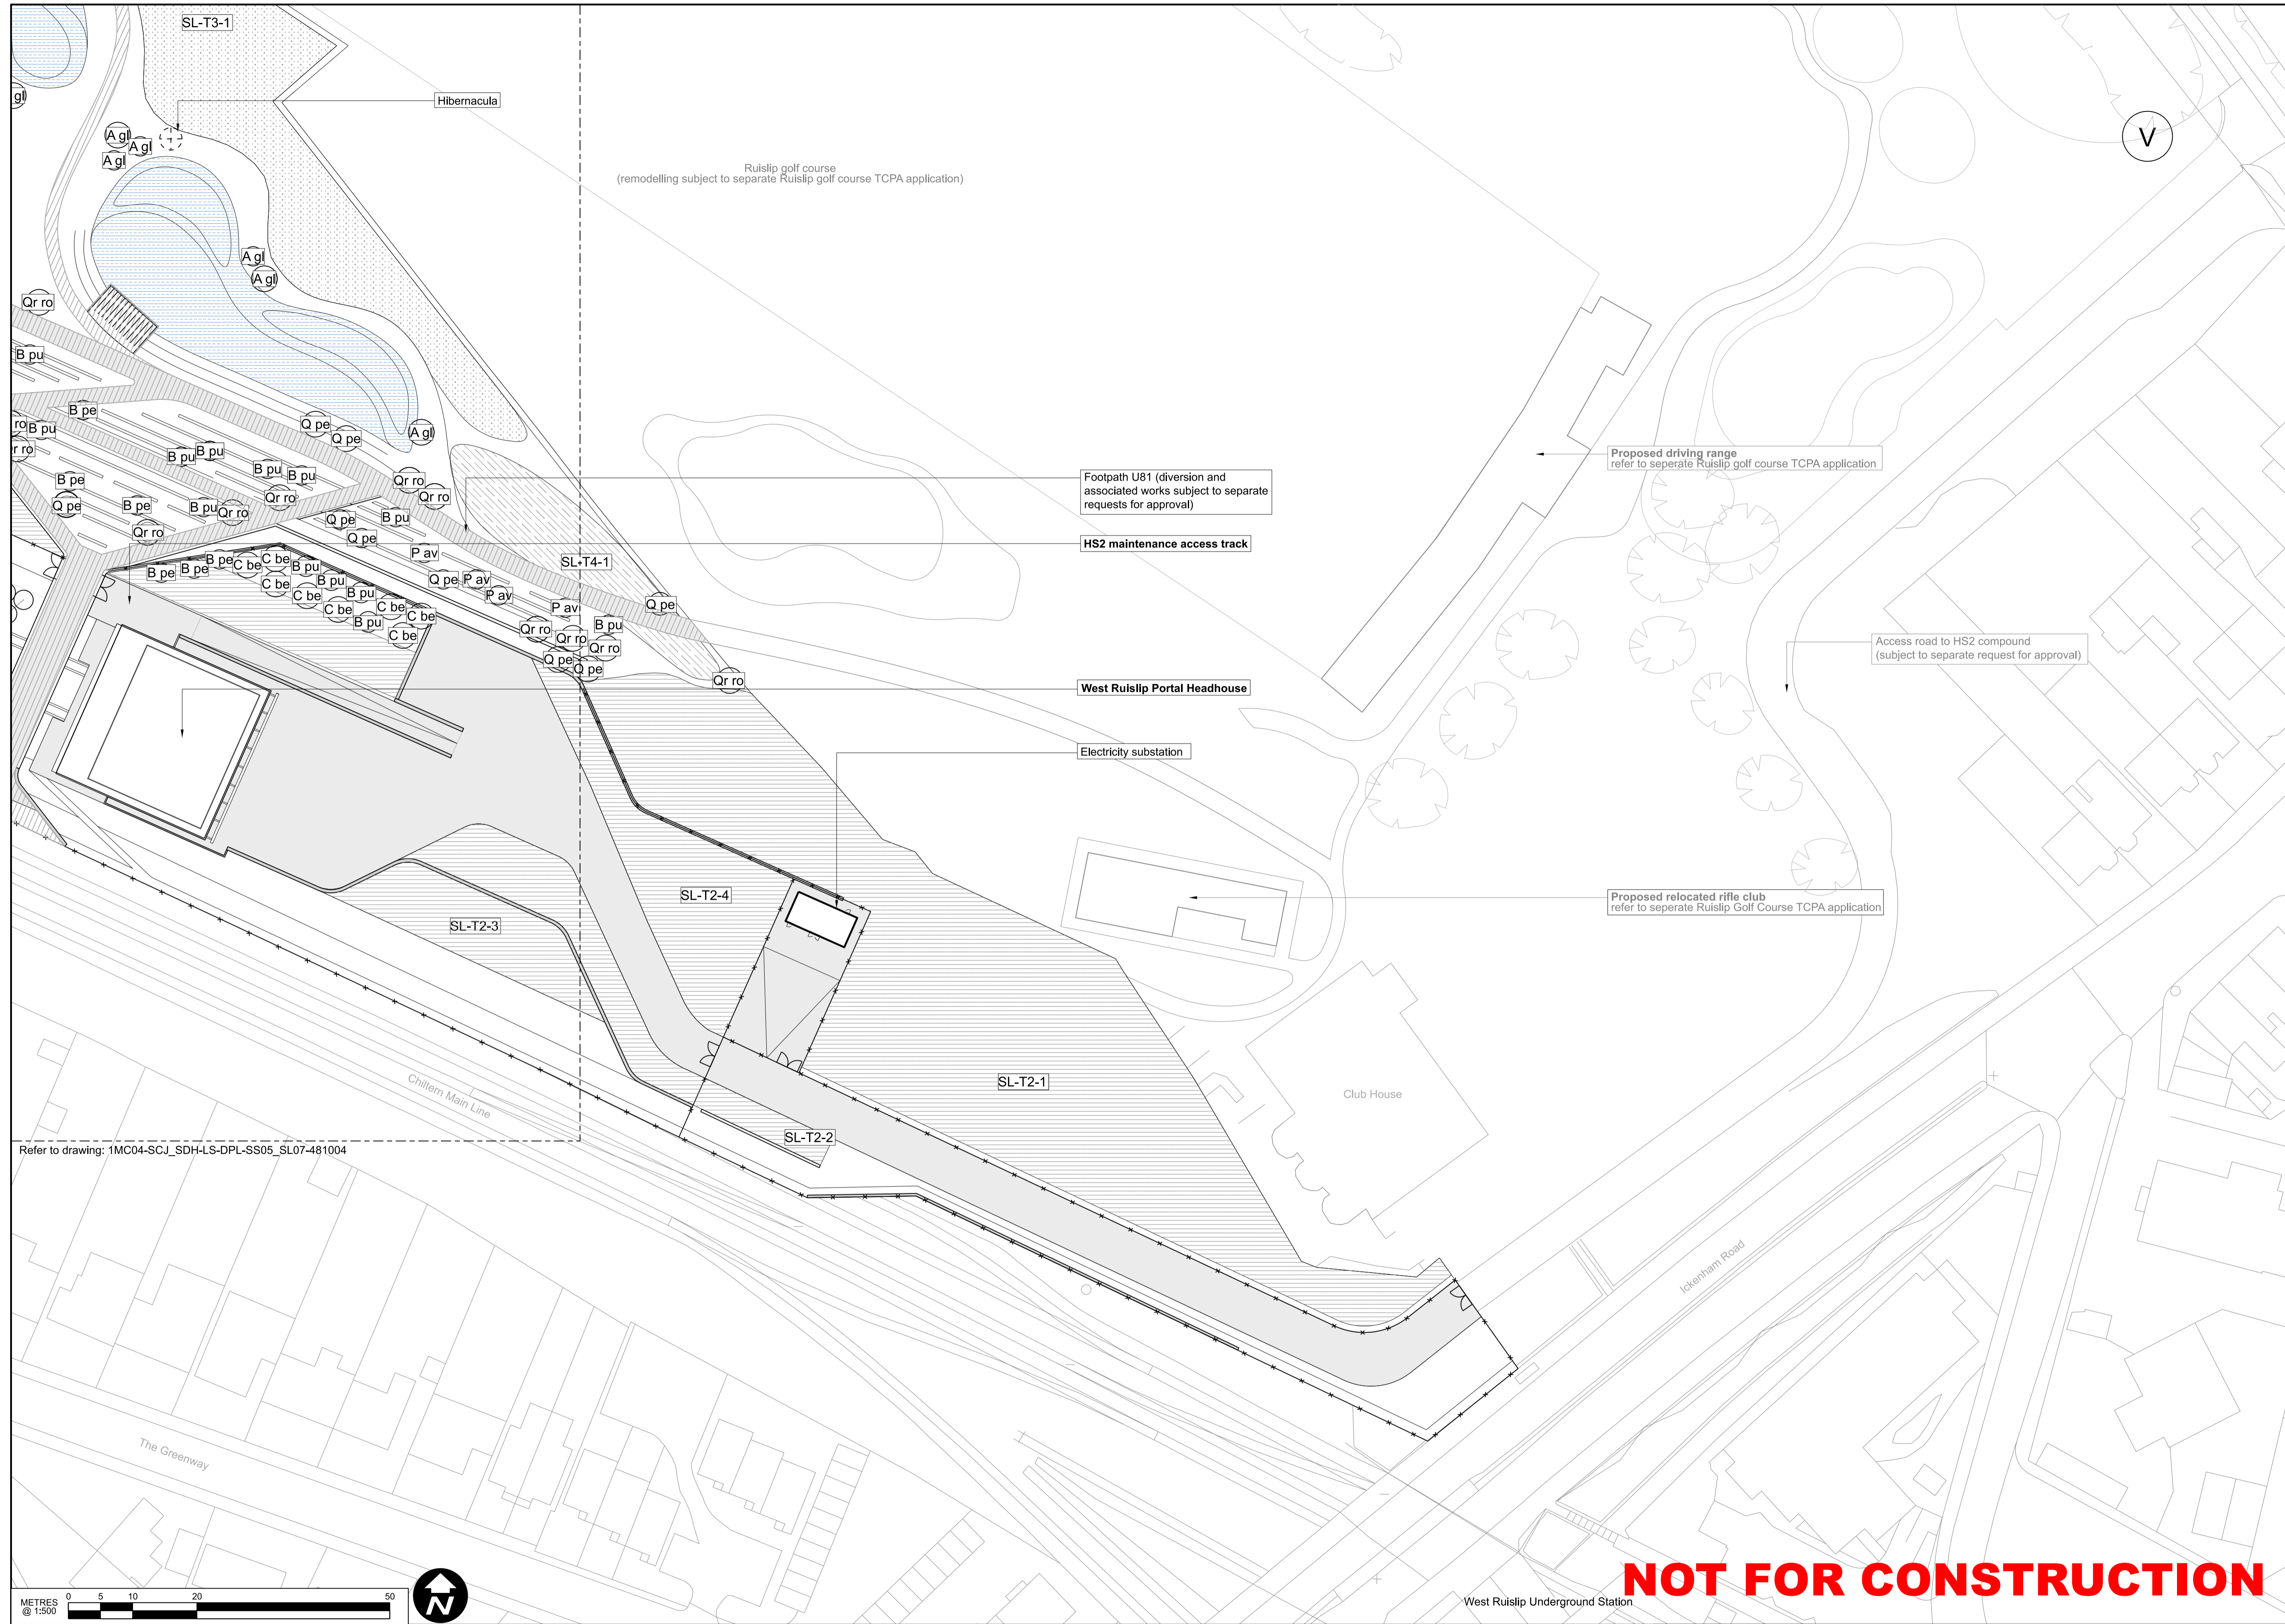 SL-T3-1
Hibernacula
V
gl
A gl
A gl
A gl
Ruislip golf course
(remodelling subject to separate Ruislip golf course TCPA application)
A gl
A gl
Qr ro
B pu
B pe
ro
B pu
Q pe
Q pe
A gl
r ro
B pu
B pu
B pu
B pu
Proposed driving range
refer to seperate Ruislip golf course TCPA application
B pe
Qr ro
Footpath U81 (diversion and
associated works subject to separate
requests for approval)
Q pe
B pe
B pu
Qr ro
Qr ro
Qr ro
Q pe
B pu
Qr ro
Q pe
HS2 maintenance access track
P av
SL-T4-1
B pe
B pe
B pe
C be
C be
B pu
C be
B pu
Q pe
P av
C be
B pu
P av
C be
C be
P av
Q pe
B pu
C be
C be
Qr ro
Qr ro
B pu
Qr ro
Access road to HS2 compound
(subject to separate request for approval)
Q pe
Q pe
Qr ro
West Ruislip Portal Headhouse
Electricity substation
SL-T2-4
Proposed relocated rifle club
refer to seperate Ruislip Golf Course TCPA application
SL-T2-3
SL-T2-1
Chiltern Main Line
Club House
SL-T2-2
Refer to drawing: 1MC04-SCJ_SDH-LS-DPL-SS05_SL07-481004
Ickenham Road
The Greenway
NOT FOR CONSTRUCTION
West Ruislip Underground Station
METRES
@ 1:500
0 5 10 20 50
N